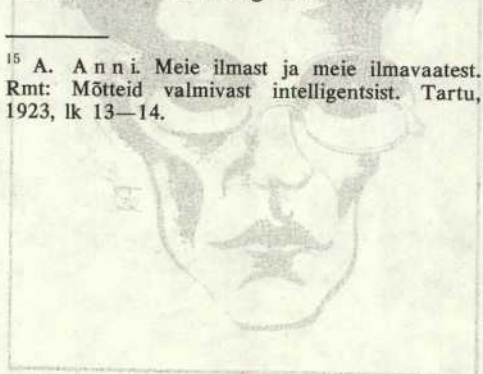 15 A. Anni. Meie ilmast ja meie ilmavaatest.
Rmt: Mõtteid valmivast intelligentsist. Tartu,
1923, lk 13—14.